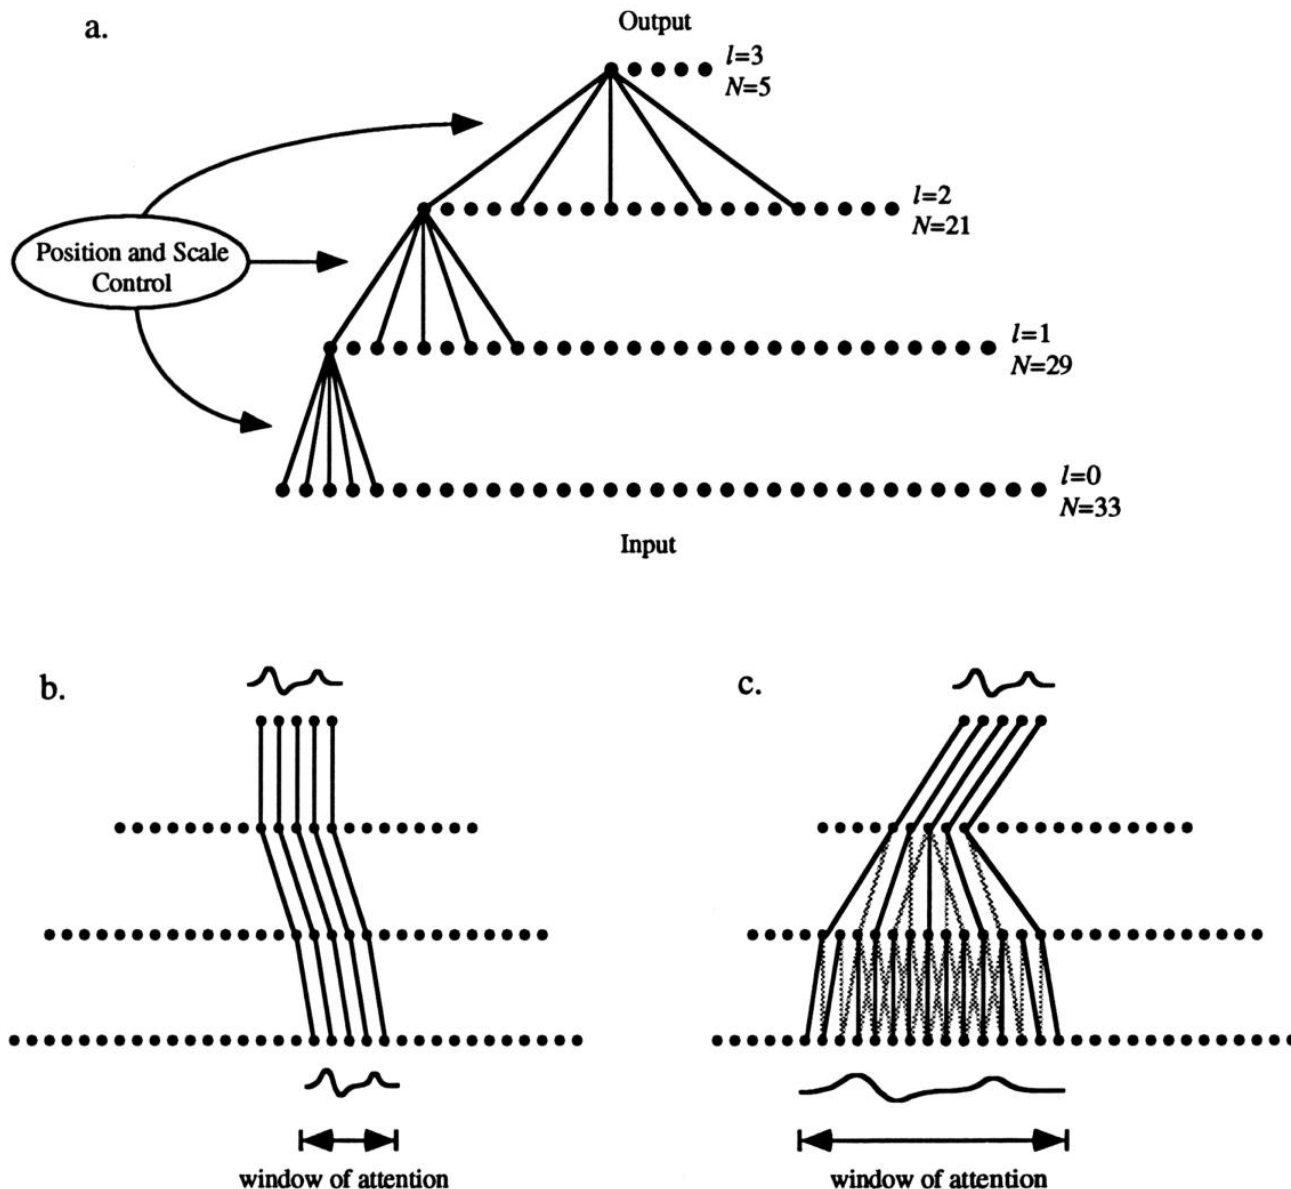 a.
Output
l=3
N=5
l=2
N=21
Position and Scale
Control
l=1
N=29
l=0
N=33
Input
b.
c.
window of attention
window of attention